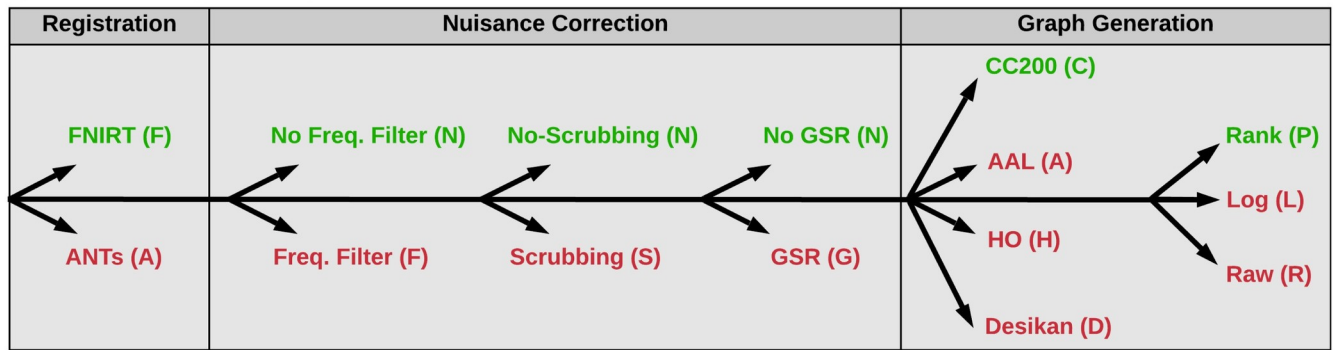 Registration
Nuisance Correction
Graph Generation
FNIRT (F)
ANTs (A)
No Freq. Filter (N)
Freq. Filter (F)
No-Scrubbing (N)
Scrubbing (S)
No GSR (N)
GSR (G)
CC200 (C)
AAL (A)
HO (H)
Desikan (D)
Rank (P)
Log (L)
Raw (R)